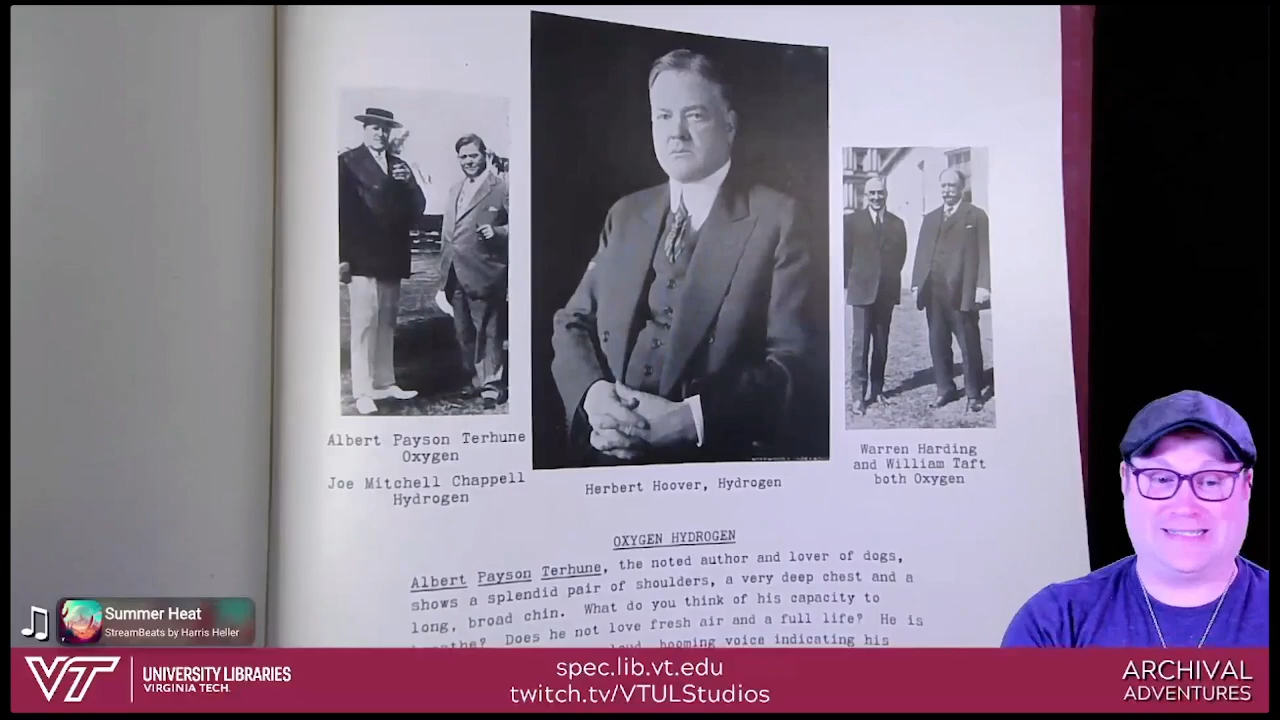 Albert Payson Terhune
Oxygen
Joe Mitchell Chappell
Hydrogen
Herbert Hoover, Hydrogen
Warren Harding
and William Taft
both Oxygen
OXYGEN HYDROGEN
Albert Payson Terhune, the noted author and lover of dogs,
shows a splendid pair of shoulders, a very deep chest and a
long, broad chin. What do you think of his capacity to
Does he not love fresh air and a full life? He is
loud, booming voice indicating his
Summer Heat
StreamBeats by Harris Heller
VT
UNIVERSITY LIBRARIES
VIRGINIA TECH
spec.lib.vt.edu
twitch.tv/VTULStudios
ARCHIVAL
ADVENTURES